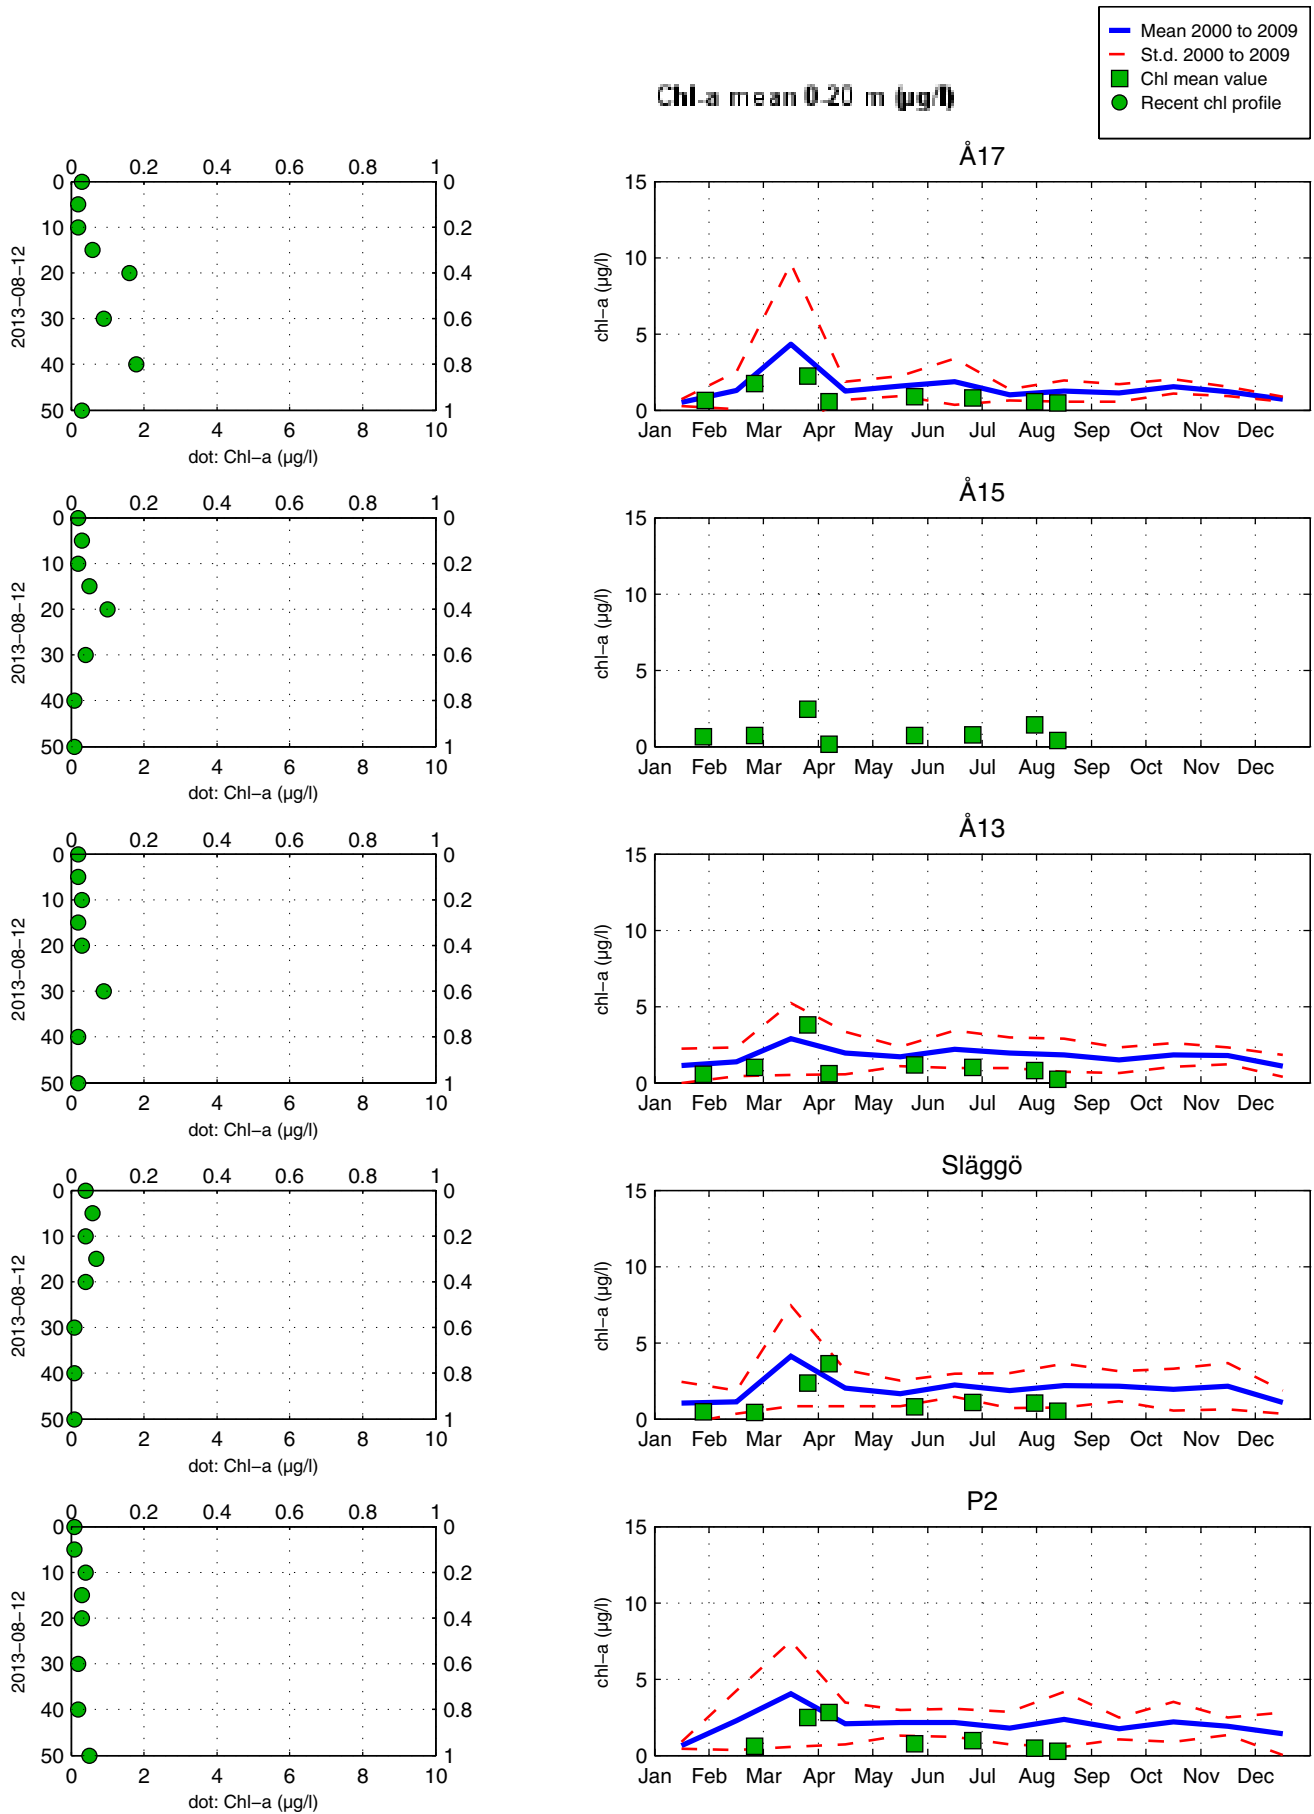 Mean 2000 to 2009
St.d. 2000 to 2009
Chl mean value
Recent chl profile
Chl-a mean 0-20 m (µg/l)
0 0.2 0.4 0.6 0.8 1
0 10 20 30 40 50
0 0.2 0.4 0.6 0.8 1
2013-08-12
0 2 4 6 8 10
dot: Chl-a (µg/l)
Å17
15 10 5 0
chl-a (µg/l)
Jan Feb Mar Apr May Jun Jul Aug Sep Oct Nov Dec
0 0.2 0.4 0.6 0.8 1
0 10 20 30 40 50
0 0.2 0.4 0.6 0.8 1
2013-08-12
0 2 4 6 8 10
dot: Chl-a (µg/l)
Å15
15 10 5 0
chl-a (µg/l)
Jan Feb Mar Apr May Jun Jul Aug Sep Oct Nov Dec
0 0.2 0.4 0.6 0.8 1
0 10 20 30 40 50
0 0.2 0.4 0.6 0.8 1
2013-08-12
0 2 4 6 8 10
dot: Chl-a (µg/l)
Å13
15 10 5 0
chl-a (µg/l)
Jan Feb Mar Apr May Jun Jul Aug Sep Oct Nov Dec
0 0.2 0.4 0.6 0.8 1
0 10 20 30 40 50
0 0.2 0.4 0.6 0.8 1
2013-08-12
0 2 4 6 8 10
dot: Chl-a (µg/l)
Släggö
15 10 5 0
chl-a (µg/l)
Jan Feb Mar Apr May Jun Jul Aug Sep Oct Nov Dec
0 0.2 0.4 0.6 0.8 1
0 10 20 30 40 50
0 0.2 0.4 0.6 0.8 1
2013-08-12
0 2 4 6 8 10
dot: Chl-a (µg/l)
P2
15 10 5 0
chl-a (µg/l)
Jan Feb Mar Apr May Jun Jul Aug Sep Oct Nov Dec